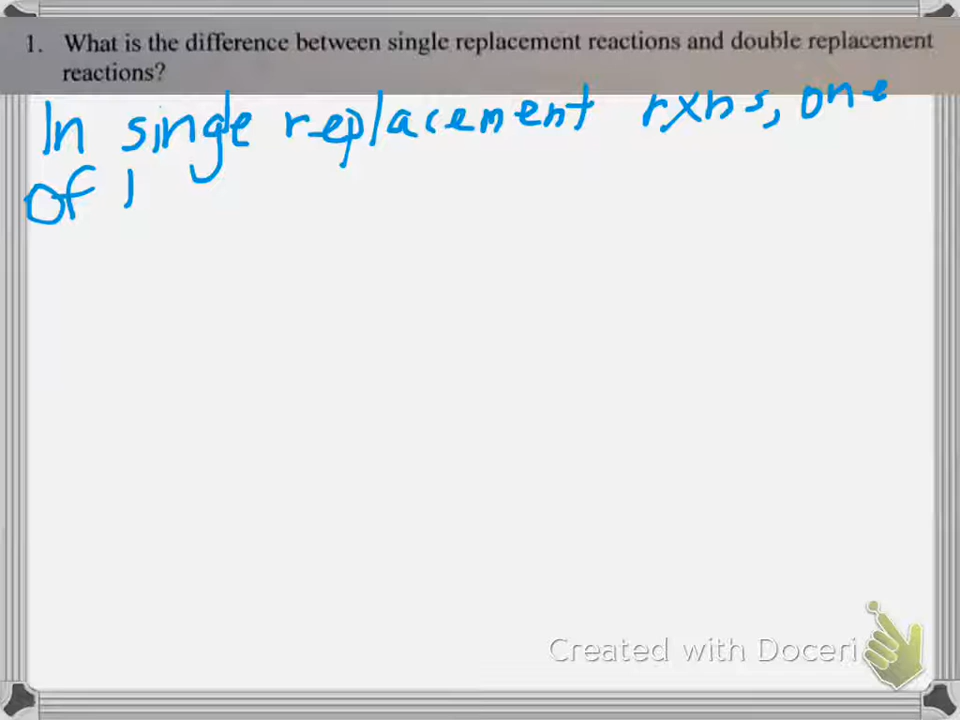 1. What is the difference between single replacement reactions and double replacement
reactions?
In single replacement rxns, one
of
Created with Doceri